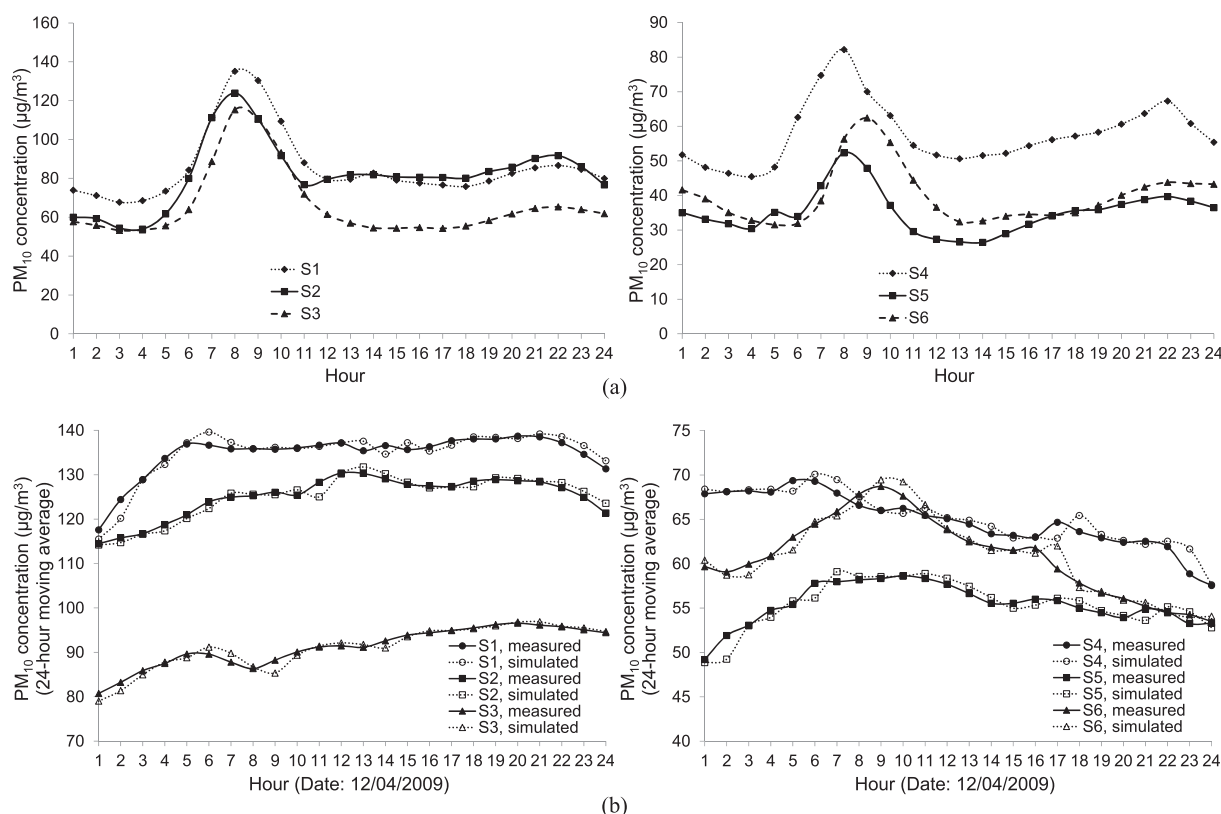 160
140
120
100
80
60
40
20
0
PM10 concentration (μg/m³)
S1
S2
S3
1 2 3 4 5 6 7 8 9 10 11 12 13 14 15 16 17 18 19 20 21 22 23 24
Hour
90
80
70
60
50
40
30
20
10
0
PM10 concentration (μg/m³)
S4
S5
S6
1 2 3 4 5 6 7 8 9 10 11 12 13 14 15 16 17 18 19 20 21 22 23 24
Hour
(a)
140
130
120
110
100
90
80
70
PM10 concentration (μg/m³)
(24-hour moving average)
S1, measured
S1, simulated
S2, measured
S2, simulated
S3, measured
S3, simulated
1 2 3 4 5 6 7 8 9 10 11 12 13 14 15 16 17 18 19 20 21 22 23 24
Hour (Date: 12/04/2009)
75
70
65
60
55
50
45
40
PM10 concentration (μg/m³)
(24-hour moving average)
S4, measured
S4, simulated
S5, measured
S5, simulated
S6, measured
S6, simulated
1 2 3 4 5 6 7 8 9 10 11 12 13 14 15 16 17 18 19 20 21 22 23 24
Hour (Date: 12/04/2009)
(b)